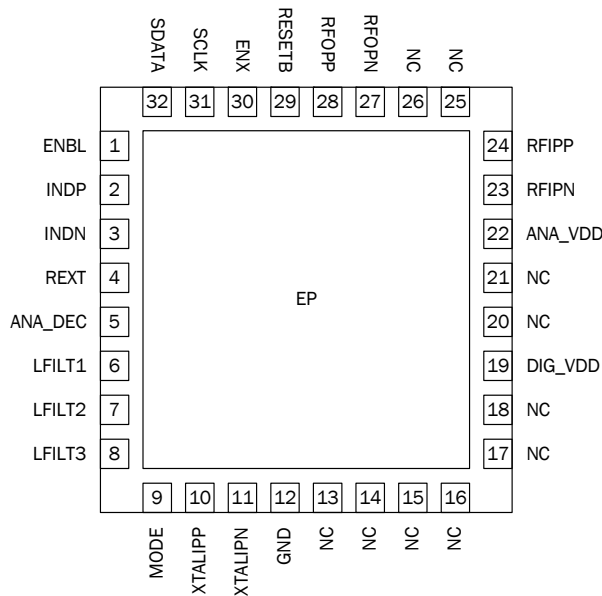 SDATA
SCLK
ENX
RESETB
RFOPP
RFOPN
NC
NC
32 31 30 29 28 27 26 25
ENBL 1
INDP 2
INDN 3
REXT 4
ANA_DEC 5
LFILT1 6
LFILT2 7
LFILT3 8
EP
24 RFIPP
23 RFIPN
22 ANA_VDD
21 NC
20 NC
19 DIG_VDD
18 NC
17 NC
9 10 11 12 13 14 15 16
MODE
XTALIPP
XTALIPN
GND
NC
NC
NC
NC